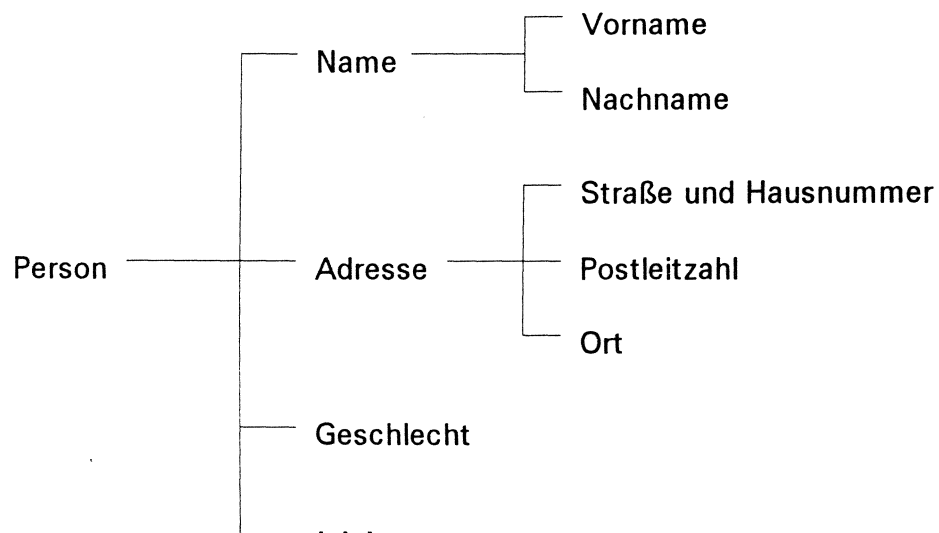 Vorname
Name
Nachname
Straße und Hausnummer
Person
Adresse
Postleitzahl
Ort
Geschlecht